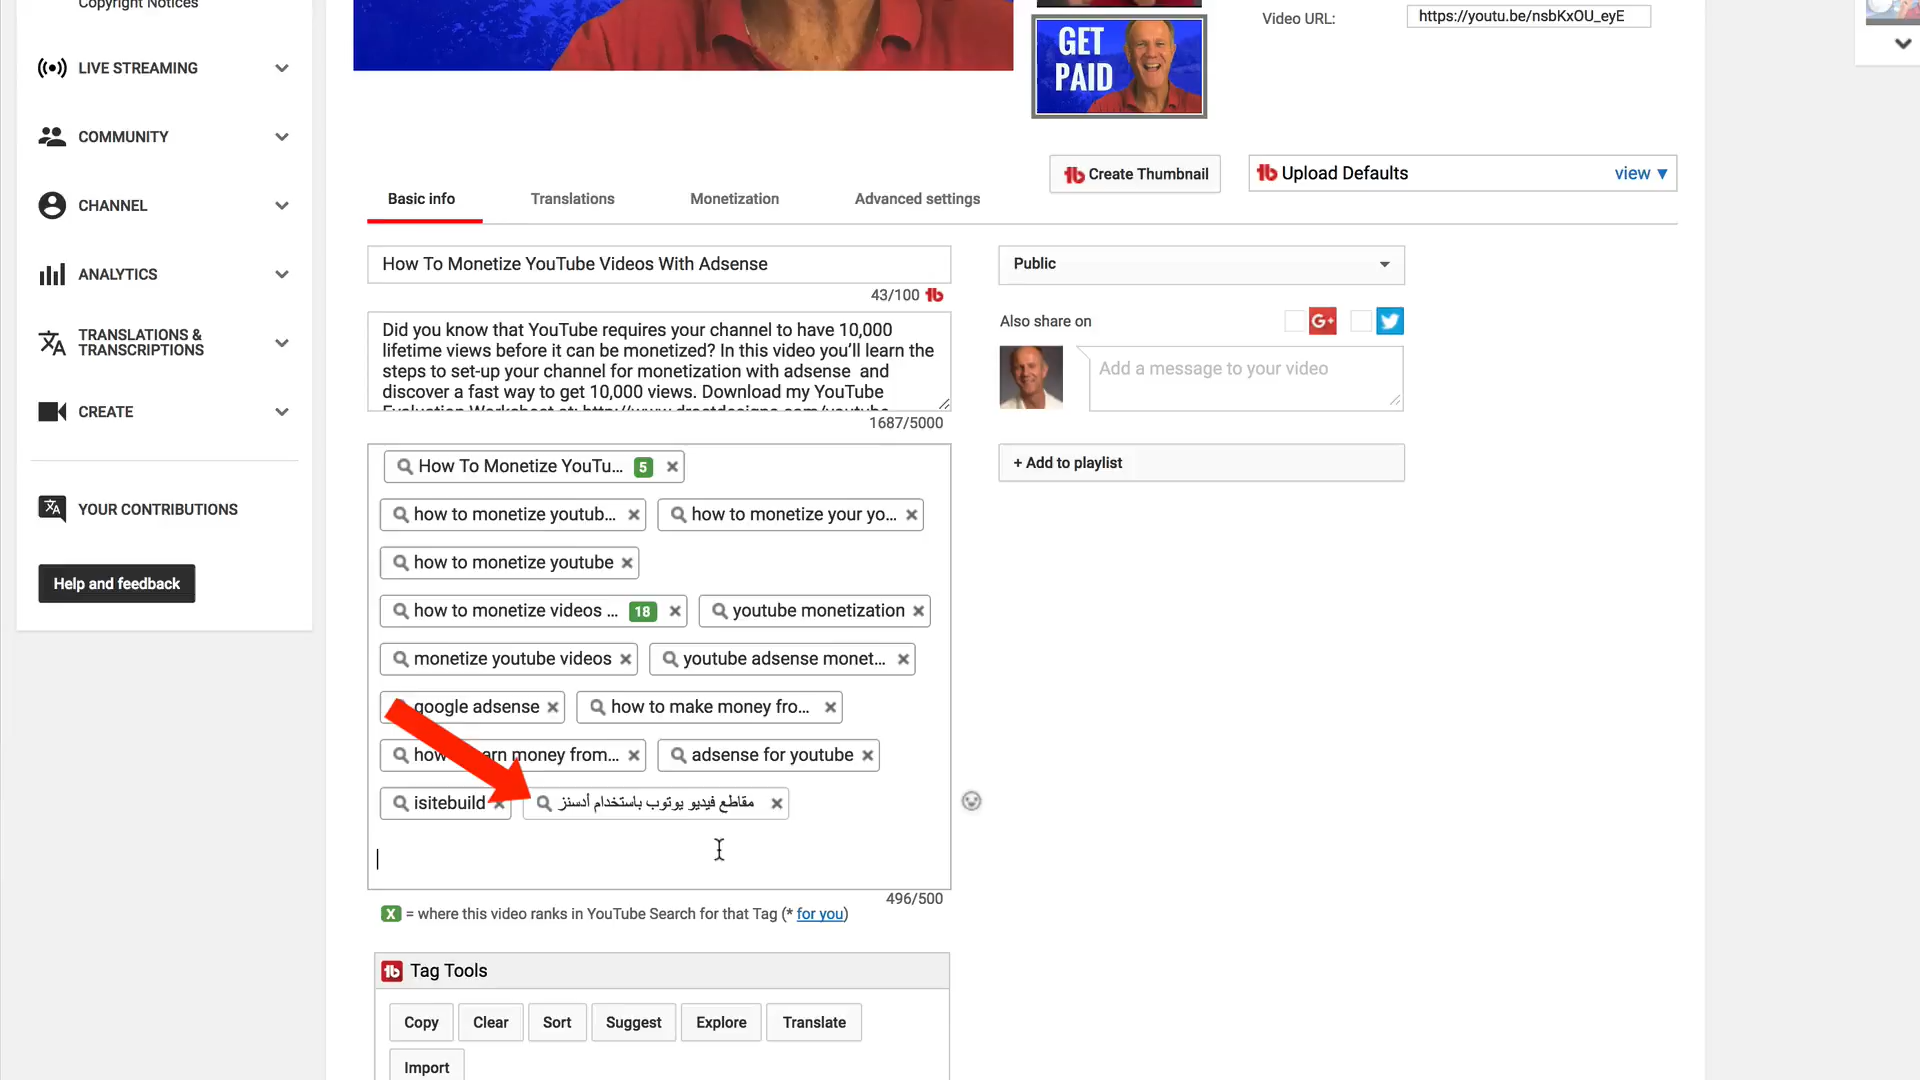 Copyright Notices
LIVE STREAMING
COMMUNITY
CHANNEL
ANALYTICS
TRANSLATIONS &
TRANSCRIPTIONS
CREATE
YOUR CONTRIBUTIONS
Help and feedback
GET
PAID
Video URL:
https://youtu.be/nsbKxOU_eyE
Create Thumbnail
Upload Defaults
view ▼
Basic info
Translations
Monetization
Advanced settings
How To Monetize YouTube Videos With Adsense
43/100
Did you know that YouTube requires your channel to have 10,000
lifetime views before it can be monetized? In this video you'll learn the
steps to set-up your channel for monetization with adsense and
discover a fast way to get 10,000 views. Download my YouTube
1687/5000
Public
Also share on
G+
Add a message to your video
+ Add to playlist
How To Monetize YouTu... 5
how to monetize youtub...
how to monetize your yo...
how to monetize youtube
how to monetize videos ... 18
youtube monetization
monetize youtube videos
youtube adsense monet...
google adsense
how to make money fro...
how
money from...
adsense for youtube
isitebuild
مقاطع فيديو يوتوب باستخدام أدسنز
496/500
X = where this video ranks in YouTube Search for that Tag (* for you)
Tag Tools
Copy
Clear
Sort
Suggest
Explore
Translate
Import